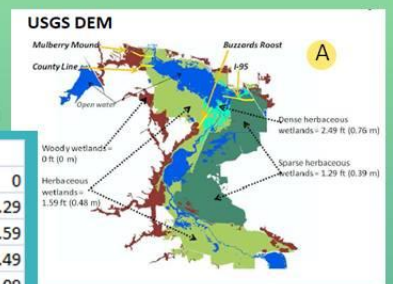 USGS DEM
Mulberry Mound
Buzzards Roost
County Line
I-95
A
Open water
Dense herbaceous
wetlands = 2.49 ft (0.76 m)
Woody wetlands =
0 ft (0 m)
Sparse herbaceous
wetlands = 1.29 ft (0.39 m)
Herbaceous
wetlands =
1.59 ft (0.48 m)
0
.29
.59
.49